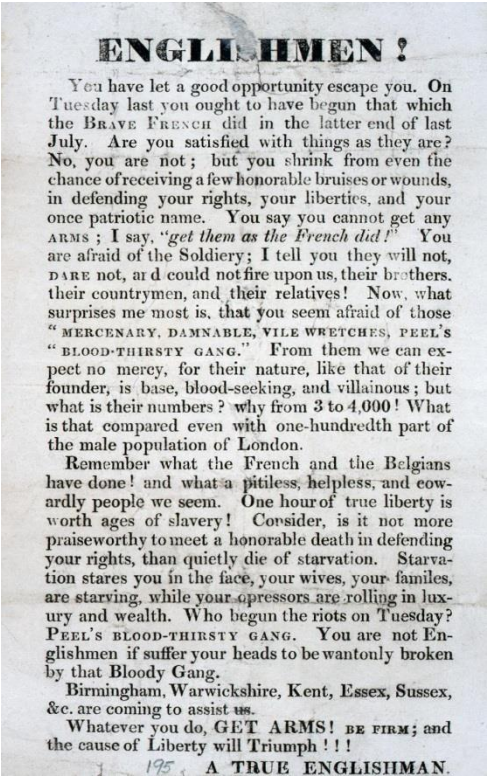 ENGLISHMEN!
You have let a good opportunity escape you. On
Tuesday last you ought to have begun that which
the BRAVE FRENCH did in the latter end of last
July. Are you satisfied with things as they are?
No, you are not; but you shrink from even the
chance of receiving a few honorable bruises or wounds,
in defending your rights, your liberties, and your
once patriotic name. You say you cannot get any
ARMS; I say, "get them as the French did!" You
are afraid of the Soldiery; I tell you they will not,
DARE not, and could not fire upon us, their brothers.
their countrymen, and their relatives! Now, what
surprises me most is, that you seem afraid of those
"MERCENARY, DAMNABLE, VILE WRETCHES, PEEL'S
"BLOOD-THIRSTY GANG." From them we can ex-
pect no mercy, for their nature, like that of their
founder, is base, blood-seeking, and villainous; but
what is their numbers? why from 3 to 4,000! What
is that compared even with one-hundredth part of
the male population of London.
Remember what the French and the Belgians
have done! and what a pitiless, helpless, and cow-
ardly people we seem. One hour of true liberty is
worth ages of slavery! Consider, is it not more
praiseworthy to meet a honorable death in defending
your rights, than quietly die of starvation. Starva-
tion stares you in the face, your wives, your familes,
are starving, while your opressors are rolling in lux-
ury and wealth. Who begun the riots on Tuesday?
PEEL'S BLOOD-THIRSTY GANG. You are not En-
glishmen if suffer your heads to be wantouly broken
by that Bloody Gang.
Birmingham, Warwickshire, Kent, Essex, Sussex,
&c. are coming to assist us.
Whatever you do, GET ARMS! BE FIRM; and
the cause of Liberty will Triumph!!!
195. A TRUE ENGLISHMAN.